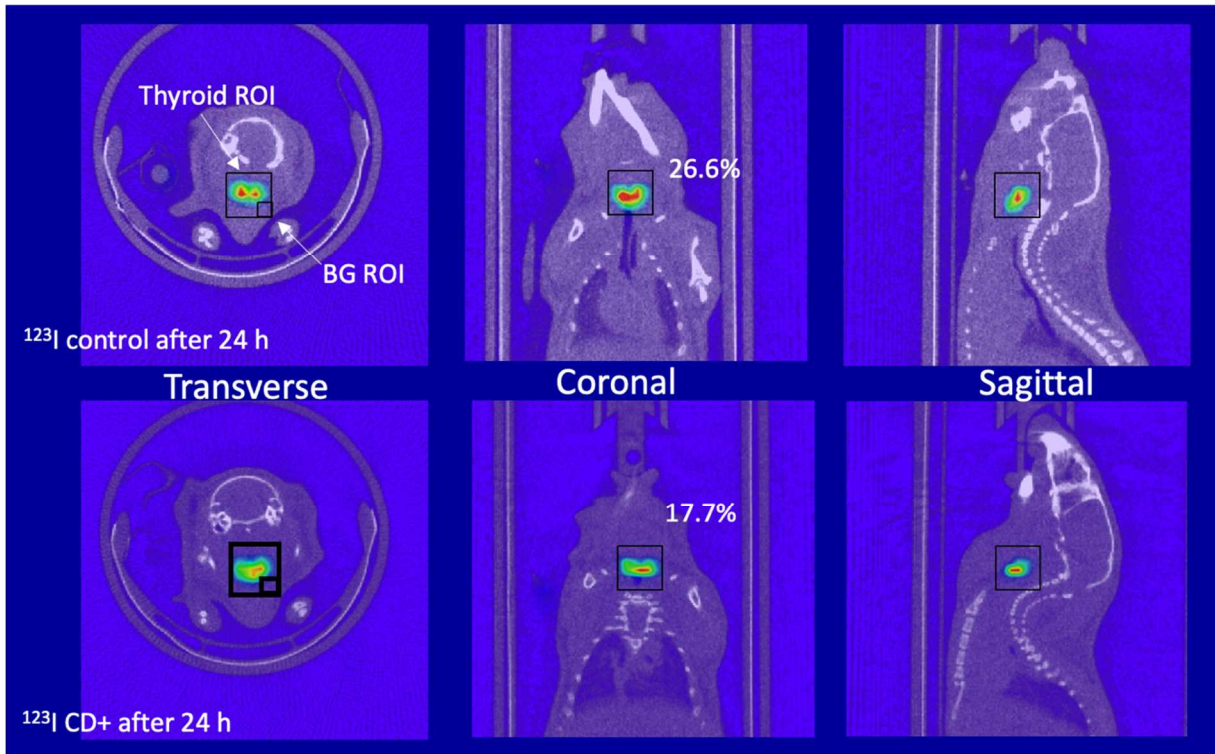 Thyroid ROI
26.6%
BG ROI
¹²³I control after 24 h
Transverse
Coronal
Sagittal
17.7%
¹²³I CD+ after 24 h